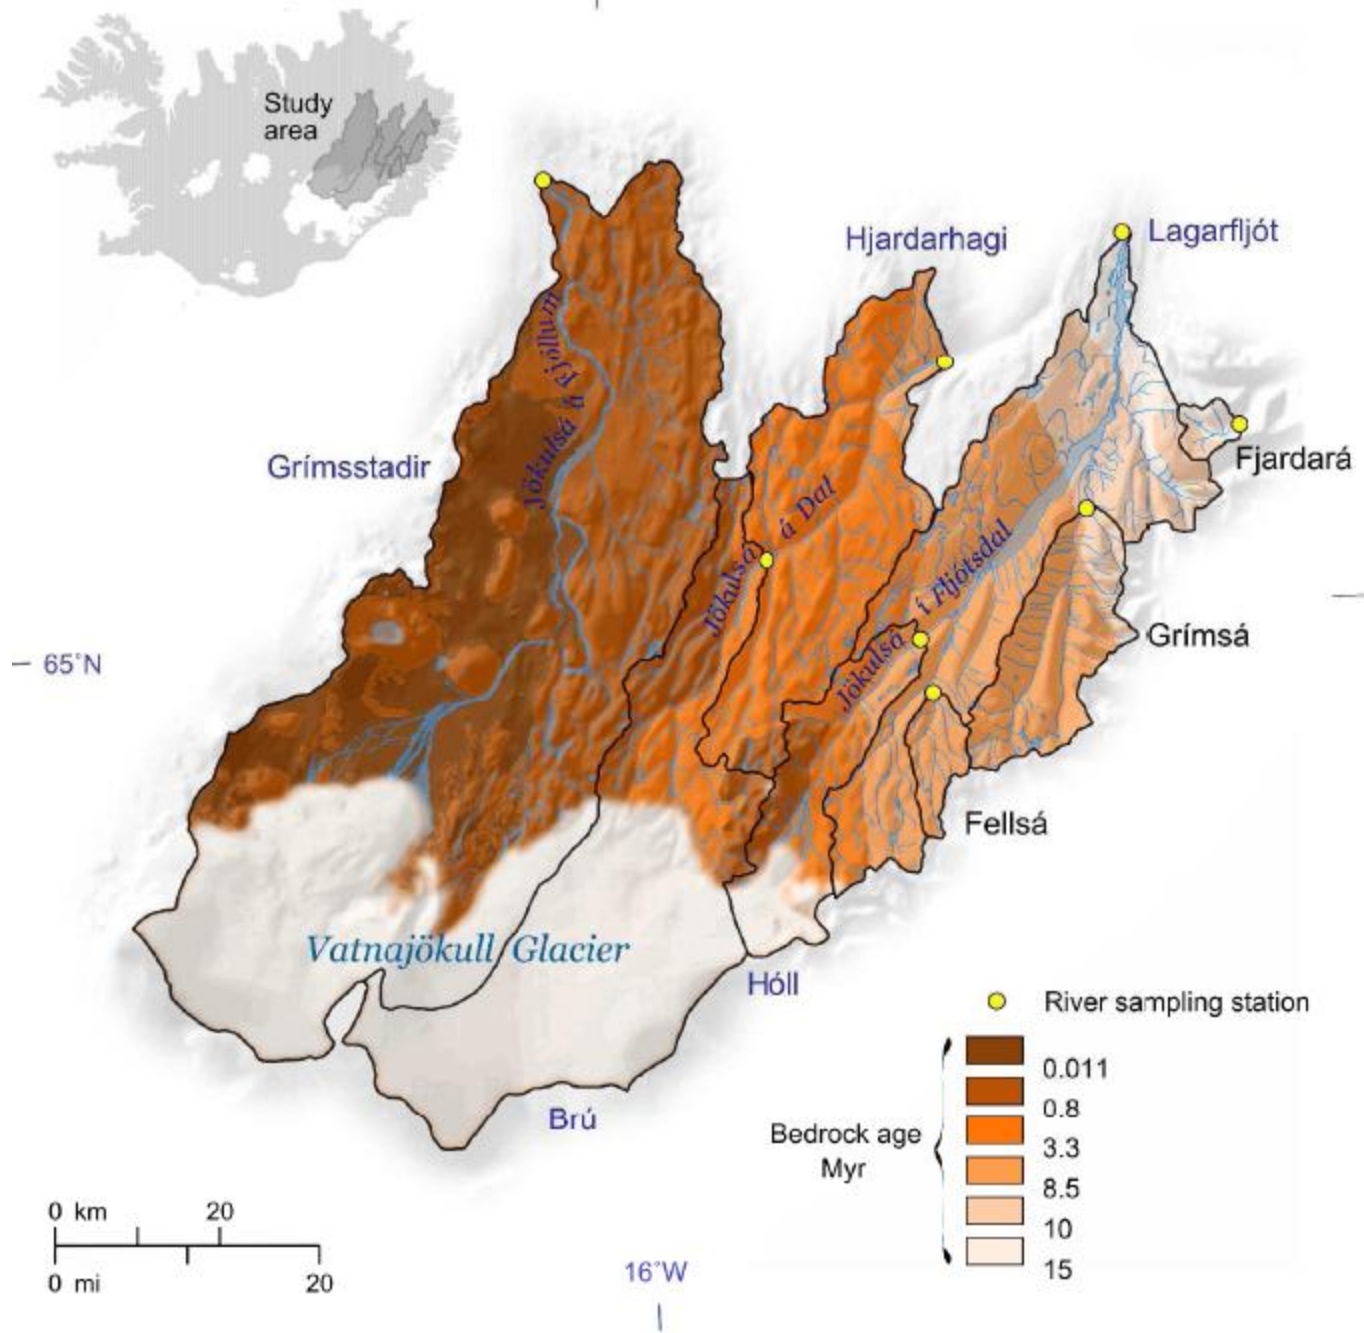 Study
area
Hjardarhagi
Lagarfljót
Jökulsá á Fjöllum
Grímsstadir
Fjardará
Jökulsá á Dal
Jökulsá í Fljótsdal
Grímsá
65°N
Fellsá
Vatnajökull Glacier
Hóll
River sampling station
0.011
0.8
Brú
Bedrock age
Myr
3.3
8.5
10
15
0 km 20
0 mi 20
16°W